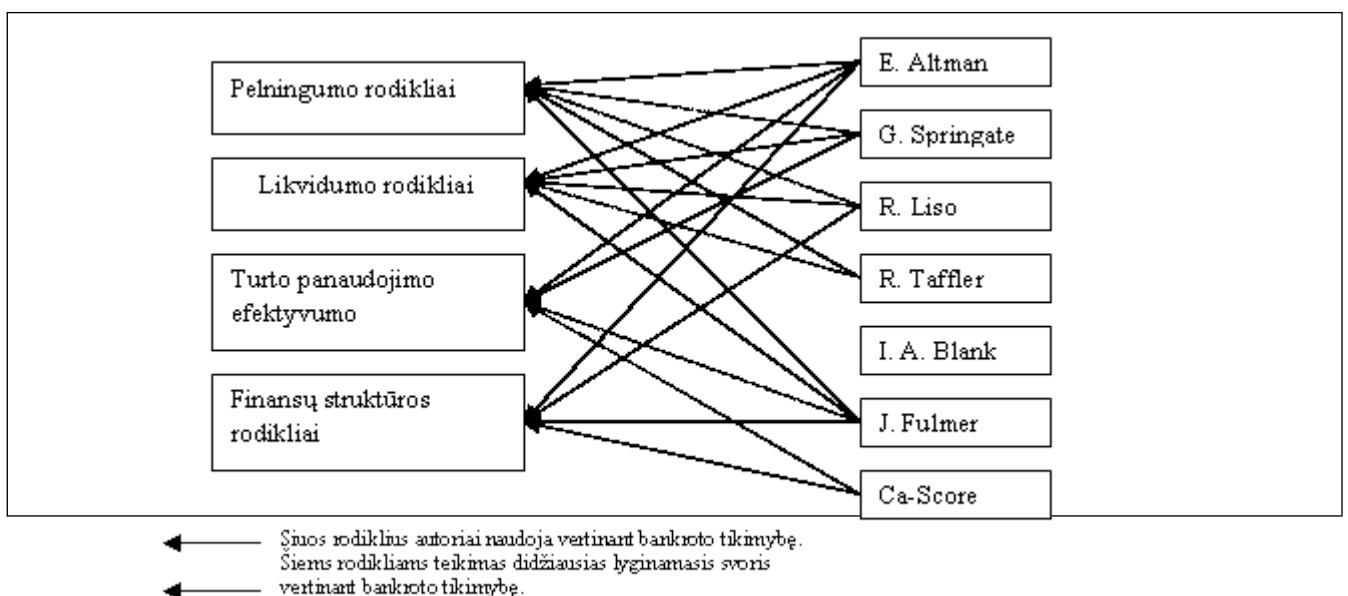 Pelningumo rodikliai
Likvidumo rodikliai
Turto panaudojimo
efektyvumo
Finansų struktūros
rodikliai
E. Altman
G. Springate
R. Liso
R. Taffler
I. A. Blank
J. Fulmer
Ca-Score
Šiuos rodiklius autoriai naudoja vertinant bankroto tikimybę.
Šiems rodikliams teikimas didžiausias lyginamasis svoris
vertinant bankroto tikimybę.